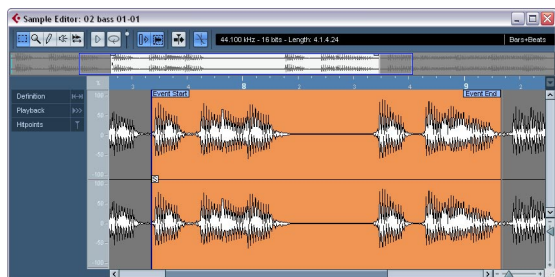 Sample Editor: 02 bass 01-01
44.100 kHz - 16 bits - Length: 4.1.4.24
Bars+Beats
% 3 4 8 2 3 4 9 2
Definition
Playback
Hitpoints
Event Start
Event End
100
50
-50
-100
100
50
-50
-100